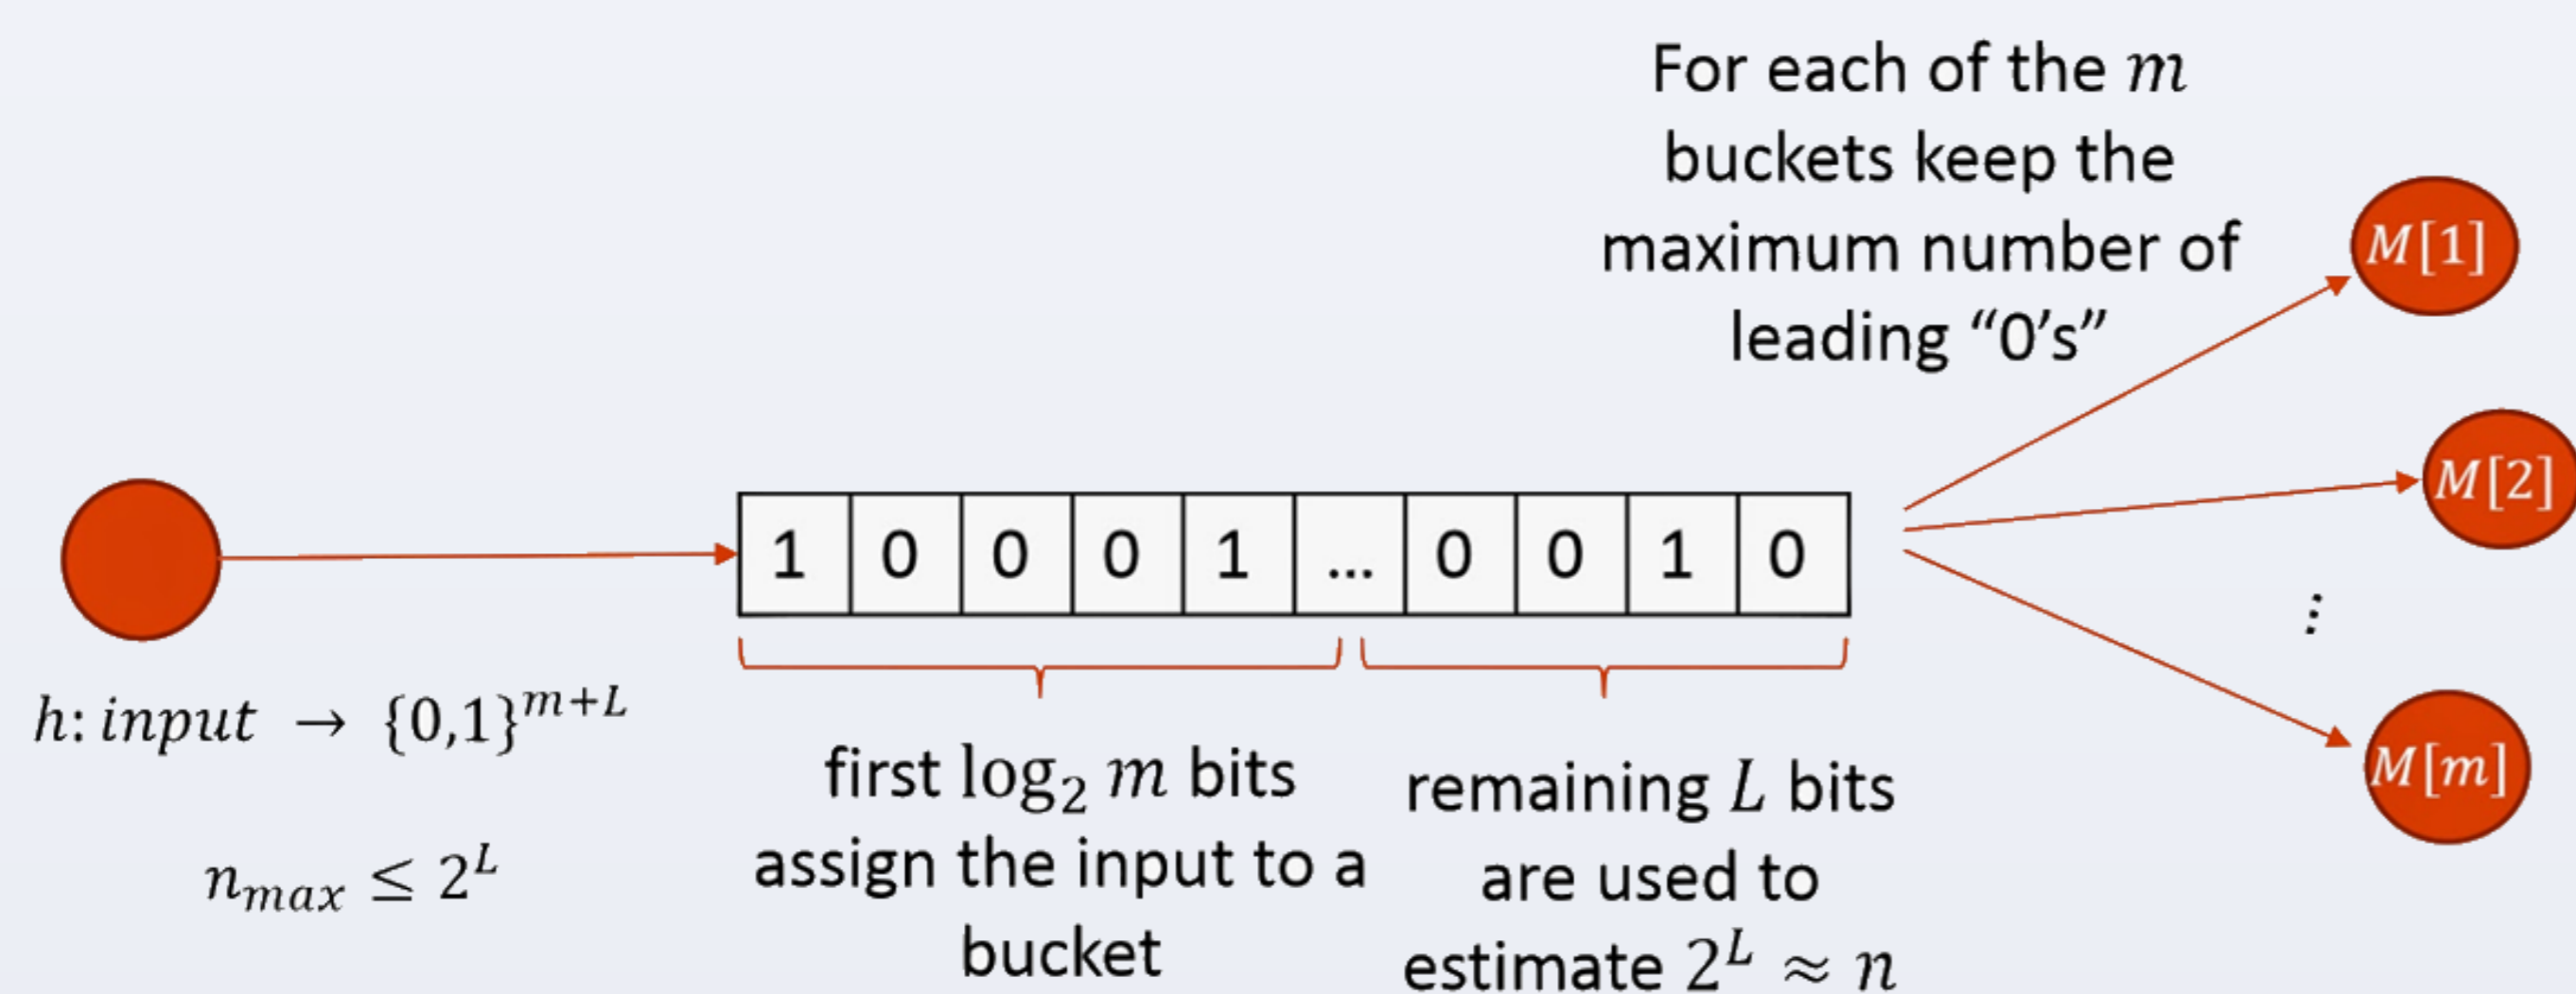 For each of the m
buckets keep the
maximum number of
leading “0’s”
M[1]
M[2]
⋮
M[m]
1 0 0 0 1 ... 0 0 1 0
h: input → {0,1}^{m+L}
n_{max} ≤ 2^L
first log₂ m bits
assign the input to a
bucket
remaining L bits
are used to
estimate 2^L ≈ n